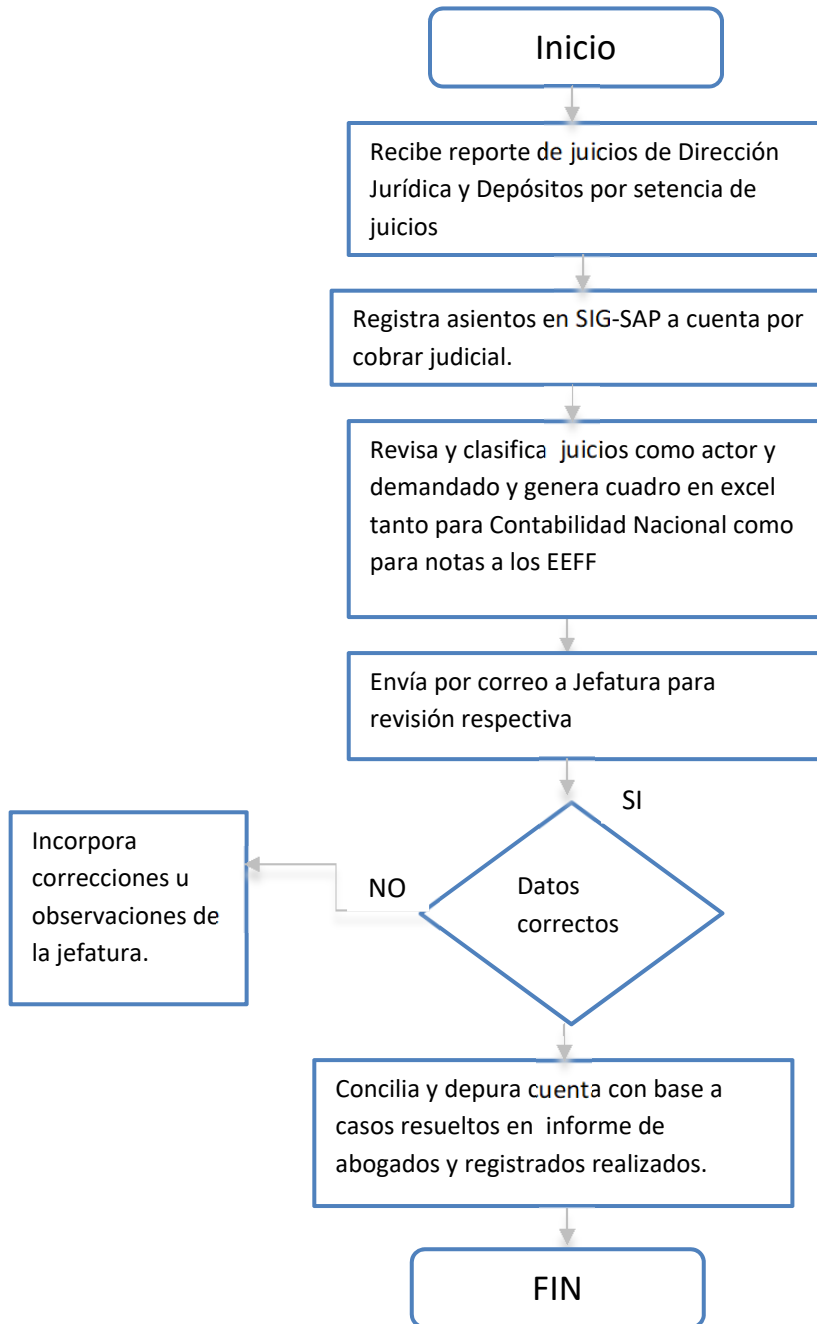 Inicio
Recibe reporte de juicios de Dirección
Jurídica y Depósitos por setencia de
juicios
Registra asientos en SIG-SAP a cuenta por
cobrar judicial.
Revisa y clasifica juicios como actor y
demandado y genera cuadro en excel
tanto para Contabilidad Nacional como
para notas a los EEFF
Envía por correo a Jefatura para
revisión respectiva
SI
Datos
correctos
NO
Incorpora
correcciones u
observaciones de
la jefatura.
Concilia y depura cuenta con base a
casos resueltos en informe de
abogados y registrados realizados.
FIN